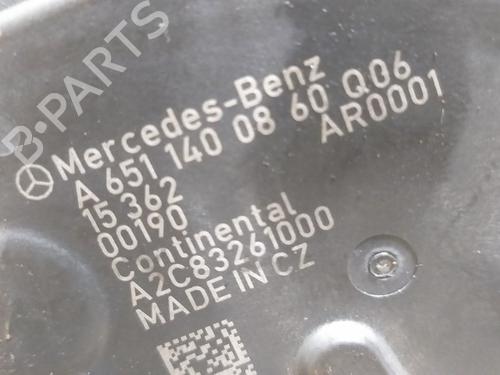 B-PARTS
Mercedes-Benz
A 651 140 08 60 Q06
15 362 AR0001
00190
Continental
A2C83261000
MADE IN CZ